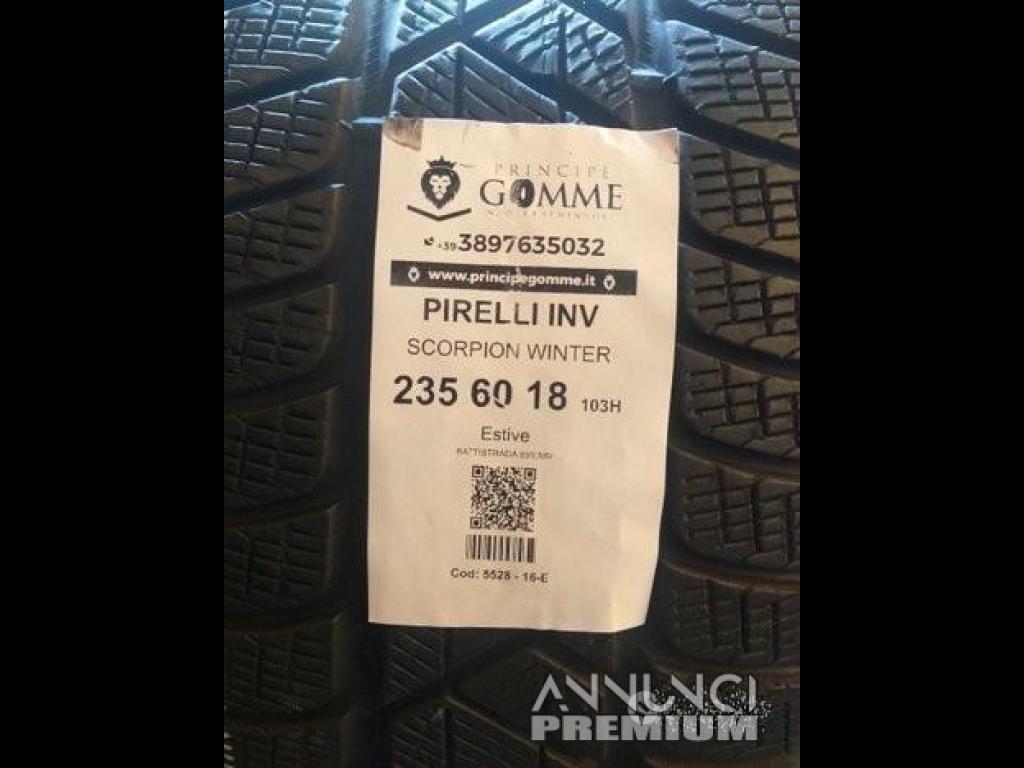 PRINCIPE
GOMME
+39 3897635032
www.principegomme.it
PIRELLI INV
SCORPION WINTER
235 60 18 103H
Estive
BATTISTRADA
Cod: 5528 - 16-E
ANNUNCI
PREMIUM